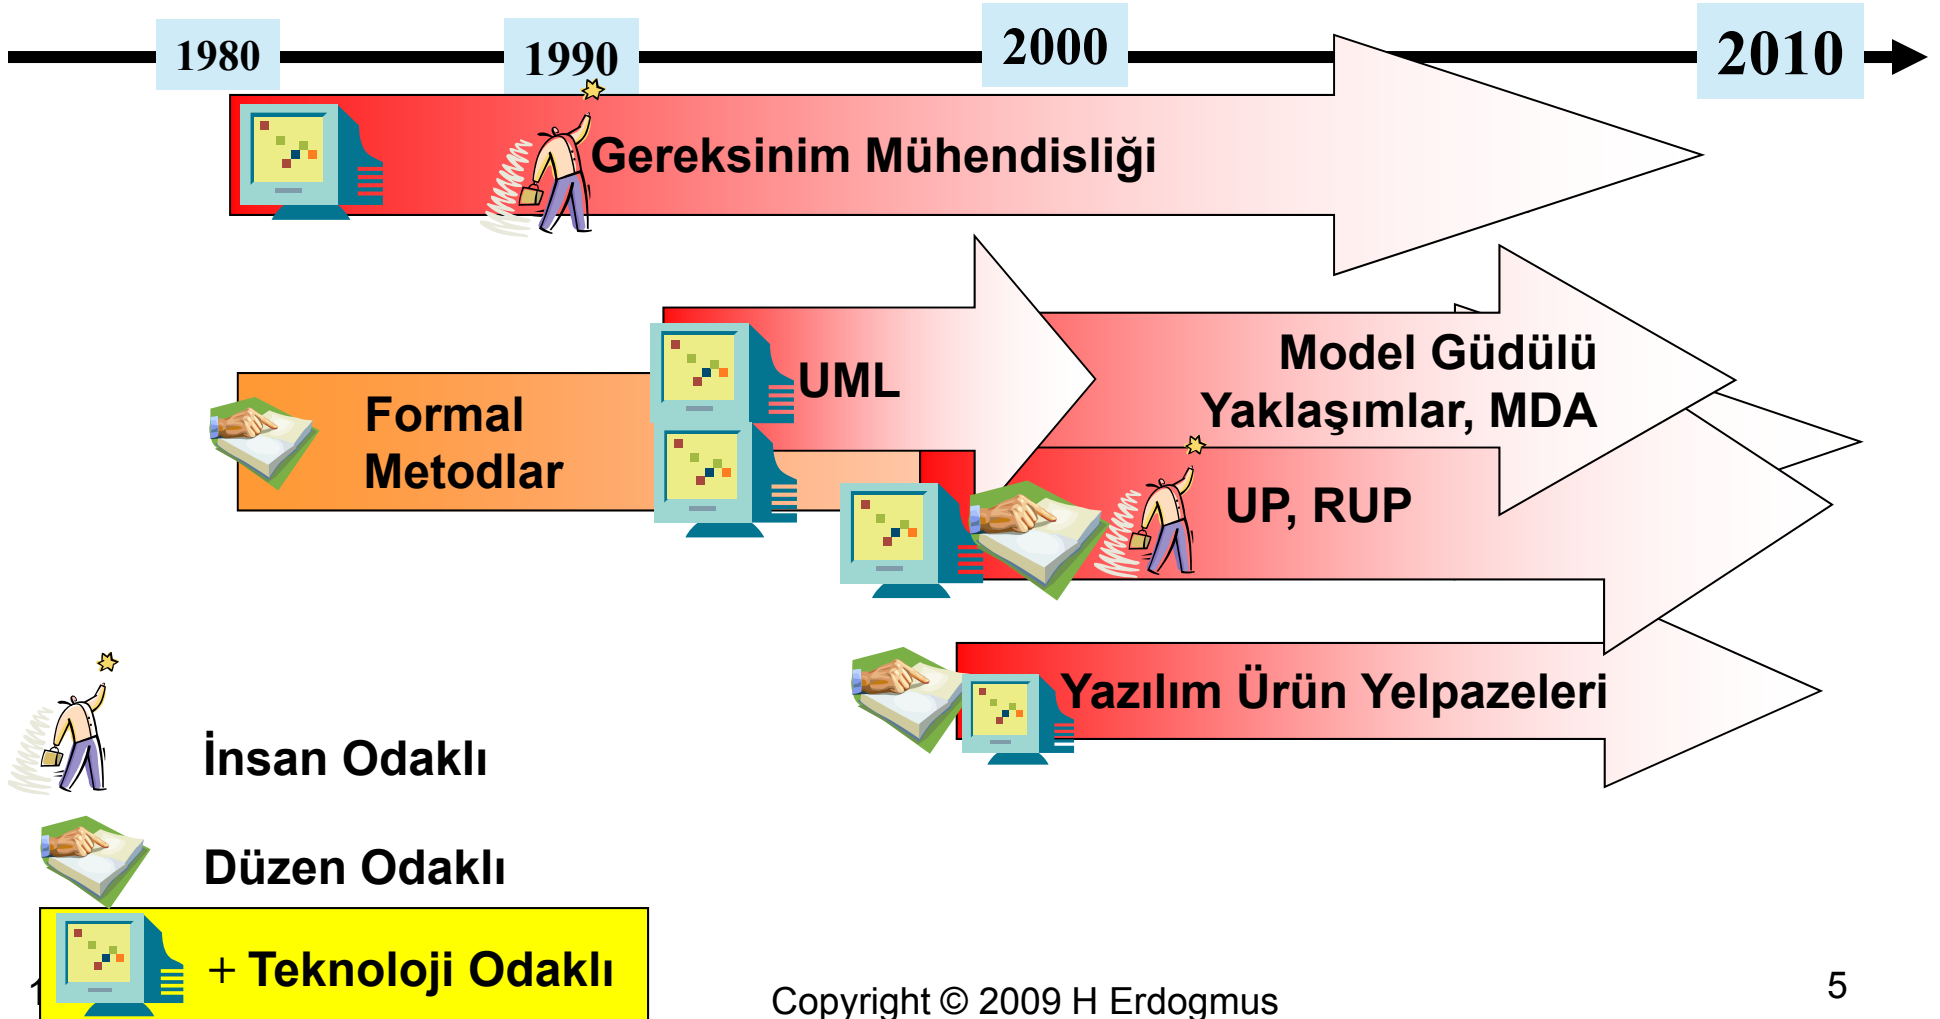 1980
1990
2000
2010
Gereksinim Mühendisliği
UML
Model Güdülü
Yaklaşımlar, MDA
Formal
Metodlar
UP, RUP
Yazılım Ürün Yelpazeleri
İnsan Odaklı
Düzen Odaklı
+ Teknoloji Odaklı
Copyright © 2009 H Erdogmus
5